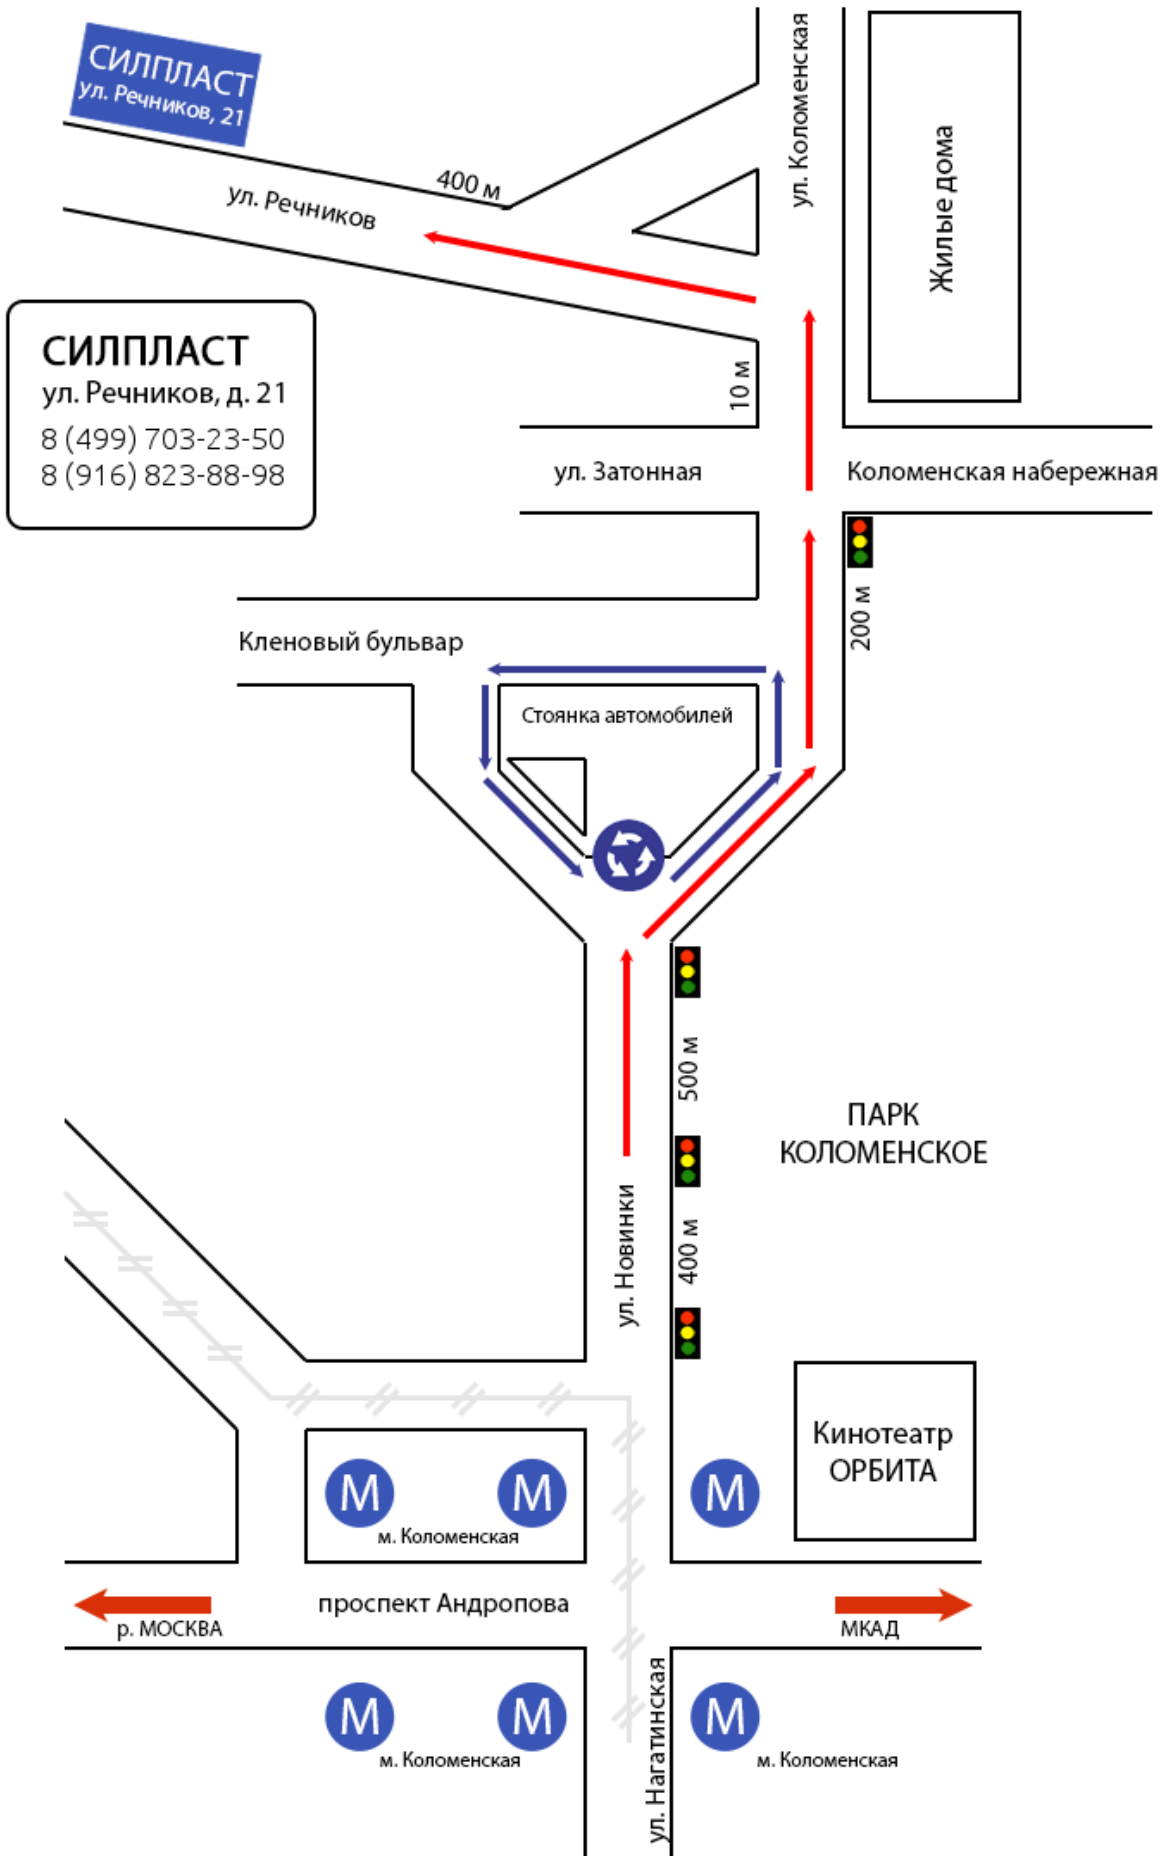 СИЛПЛАСТ
ул. Речников, 21
400 м
ул. Речников
ул. Коломенская
Жилые дома
СИЛПЛАСТ
ул. Речников, д. 21
8 (499) 703-23-50
8 (916) 823-88-98
10 м
ул. Затонная
Коломенская набережная
200 м
Кленовый бульвар
Стоянка автомобилей
500 м
ПАРК
КОЛОМЕНСКОЕ
ул. Новинки
400 м
Кинотеатр
ОРБИТА
М
М
М
м. Коломенская
проспект Андропова
р. МОСКВА
МКАД
ул. Нагатинская
М
М
М
м. Коломенская
м. Коломенская